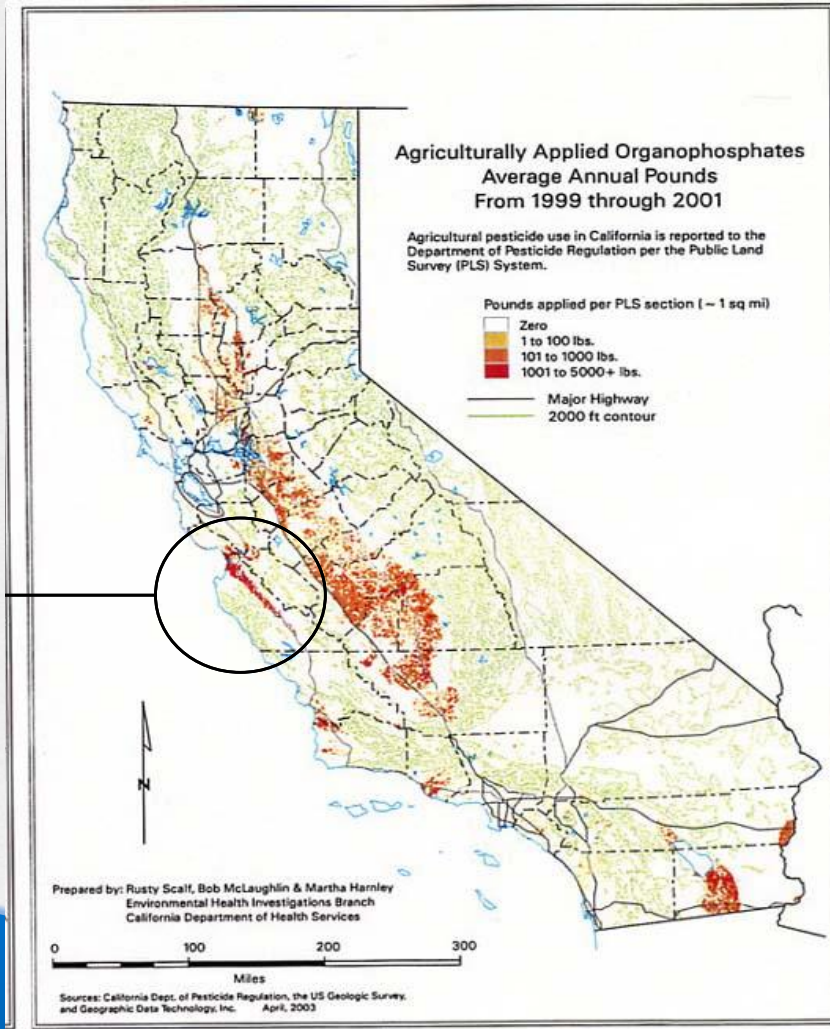 Agriculturally Applied Organophosphates
Average Annual Pounds
From 1999 through 2001
Agricultural pesticide use in California is reported to the
Department of Pesticide Regulation per the Public Land
Survey (PLS) System.
Pounds applied per PLS section ( ~ 1 sq mi)
Zero
1 to 100 lbs.
101 to 1000 lbs.
1001 to 5000+ lbs.
Major Highway
2000 ft contour
N
Prepared by: Rusty Scalf, Bob McLaughlin & Martha Harnley
Environmental Health Investigations Branch
California Department of Health Services
0 100 200 300
Miles
Sources: California Dept. of Pesticide Regulation, the US Geologic Survey,
and Geographic Data Technology, Inc. April, 2003